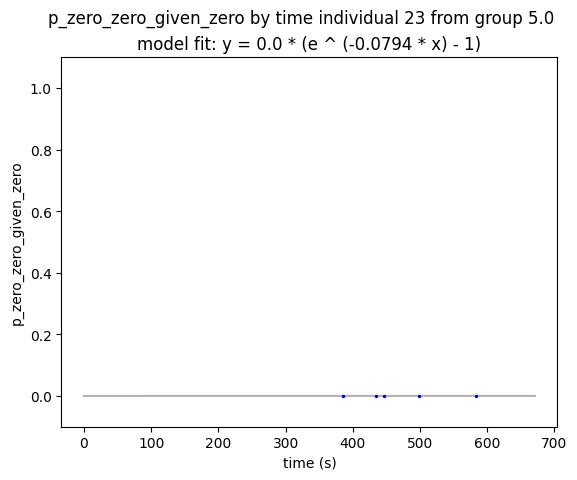 p_zero_zero_given_zero by time individual 23 from group 5.0
model fit: y = 0.0 * (e ^ (-0.0794 * x) - 1)
1.0
0.8
0.6
0.4
0.2
0.0
p_zero_zero_given_zero
0 100 200 300 400 500 600 700
time (s)